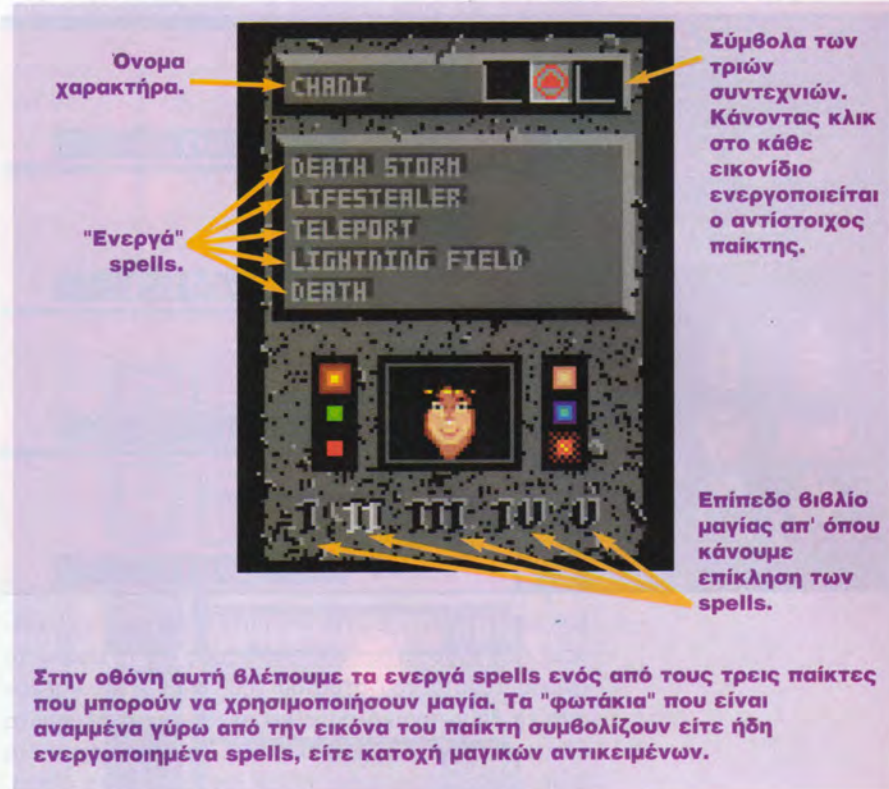 Όνομα
χαρακτήρα.
CHANI
Σύμβολα των
τριών
συντεχνιών.
Κάνοντας κλικ
στο κάθε
εικονίδιο
ενεργοποιείται
ο αντίστοιχος
παίκτης.
"Ενεργά"
spells.
DEATH STORM
LIFESTEALER
TELEPORT
LIGHTNING FIELD
DEATH
I II III IV V
Επίπεδο βιβλίο
μαγίας απ' όπου
κάνουμε
επίκληση των
spells.
Στην οθόνη αυτή βλέπουμε τα ενεργά spells ενός από τους τρεις παίκτες
που μπορούν να χρησιμοποιήσουν μαγία. Τα "φωτάκια" που είναι
αναμμένα γύρω από την εικόνα του παίκτη συμβολίζουν είτε ήδη
ενεργοποιημένα spells, είτε κατοχή μαγικών αντικειμένων.